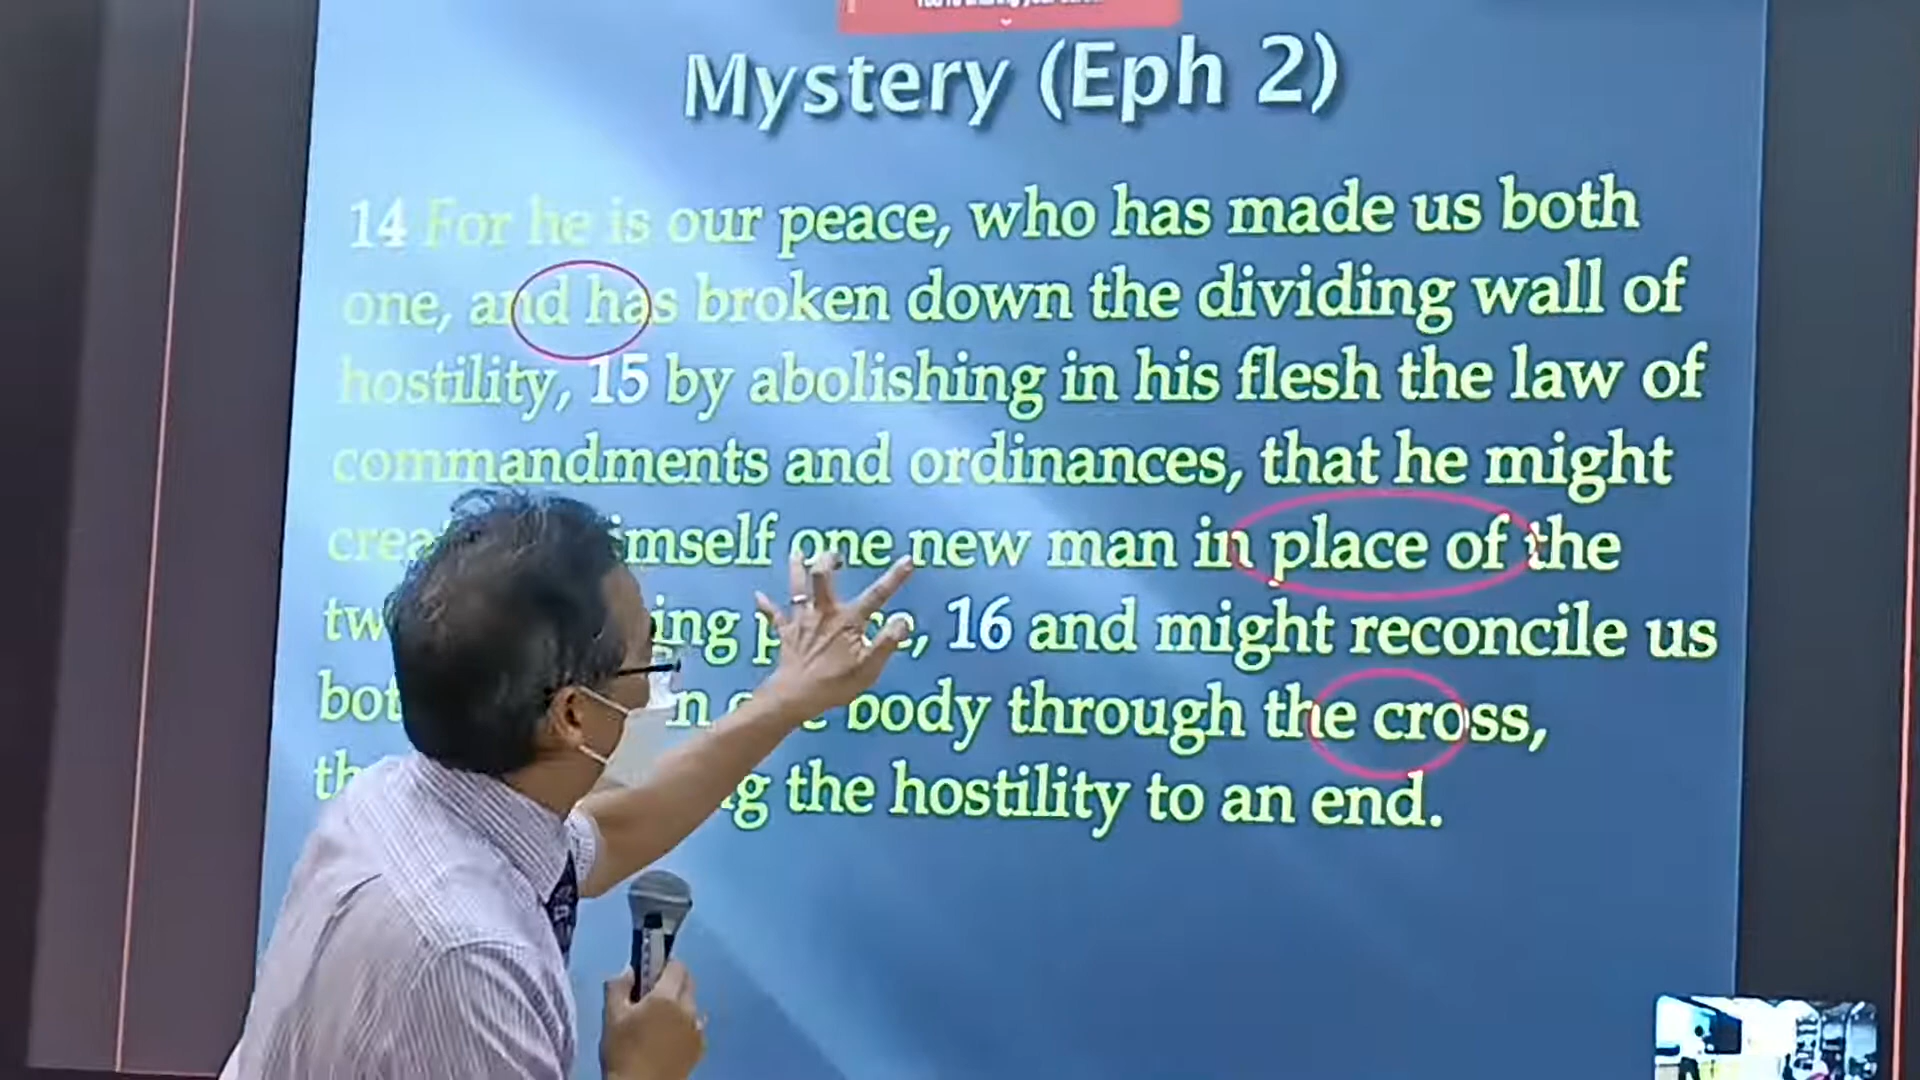 Mystery (Eph 2)
14 For he is our peace, who has made us both
one, and has broken down the dividing wall of
hostility, 15 by abolishing in his flesh the law of
commandments and ordinances, that he might
one new man in place of the
16 and might reconcile us
body through the cross,
the hostility to an end.